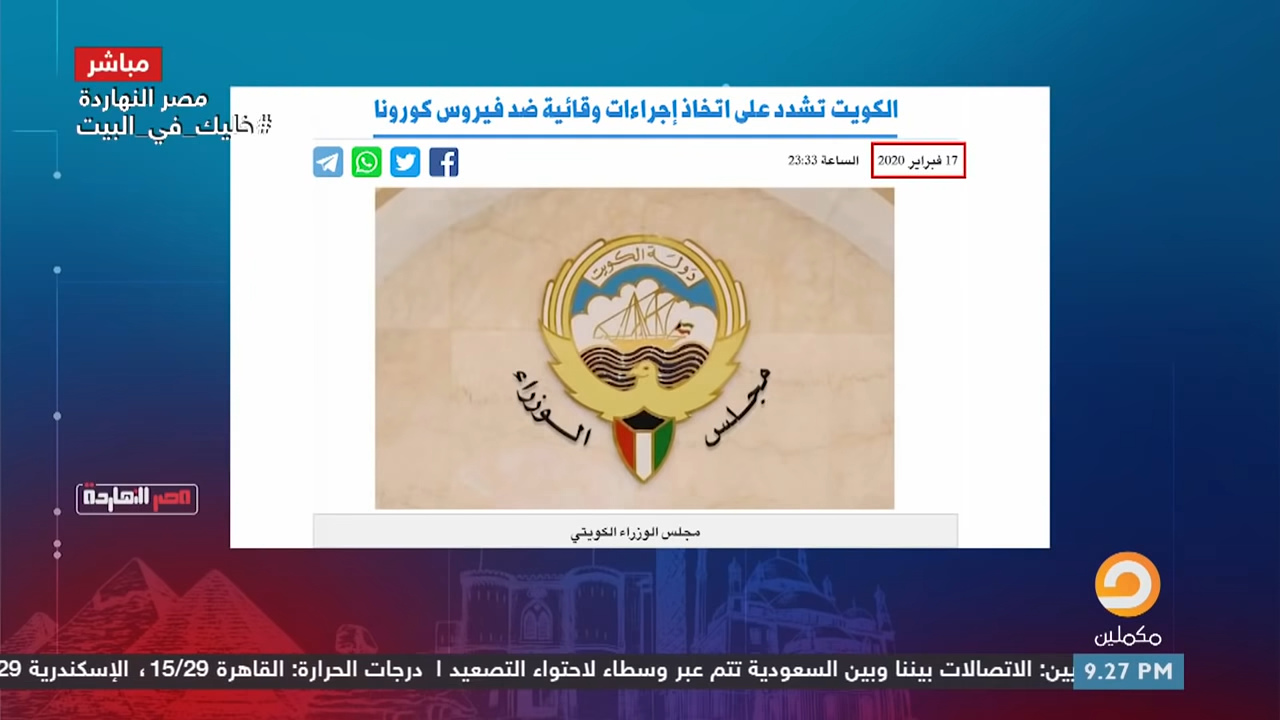 مباشر
مصر النهاردة
#خليك_في_البيت
الكويت تشدد على اتخاذ إجراءات وقائية ضد فيروس كورونا
17 فبراير 2020 الساعة 23:33
دولة الكويت
مجلس الوزراء
مجلس الوزراء الكويتي
مصر النهاردة
مكملين
9.27 PM
الاتصالات بيننا وبين السعودية تتم عبر وسطاء لاحتواء التصعيد ا درجات الحرارة: القاهرة 15/29 ، الإسكندرية